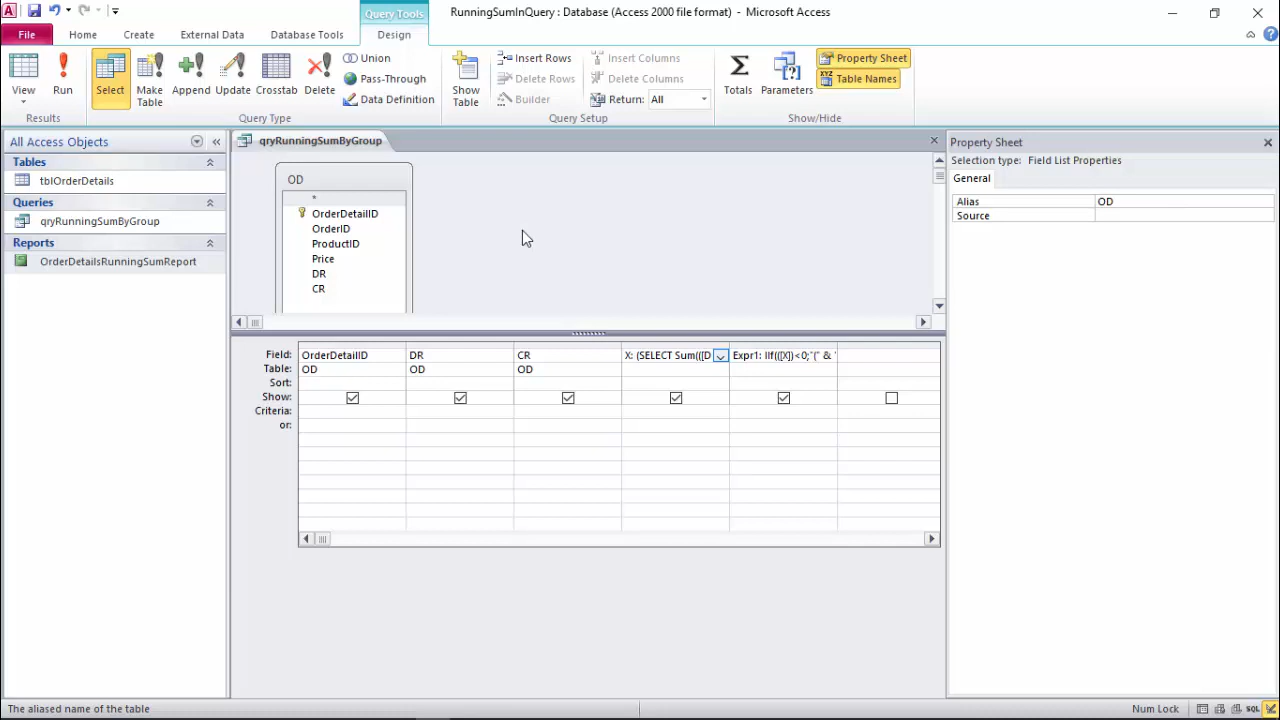 RunningSumInQuery : Database (Access 2000 file format) - Microsoft Access
Query Tools
File Home Create External Data Database Tools Design
View Run Select Make Table Append Update Crosstab Delete
Union
Pass-Through
Data Definition
Show Table
Insert Rows
Delete Rows
Builder
Insert Columns
Delete Columns
Return: All
Totals Parameters
Property Sheet
Table Names
Results Query Type Query Setup Show/Hide
All Access Objects
Tables
tblOrderDetails
Queries
qryRunningSumByGroup
Reports
OrderDetailsRunningSumReport
qryRunningSumByGroup
OD
*
OrderDetailID
OrderID
ProductID
Price
DR
CR
Field: OrderDetailID DR CR X: (SELECT Sum(([D Expr1: IIf(([X])<0;"(" & "
Table: OD OD OD
Sort:
Show:
Criteria:
or:
Property Sheet
Selection type: Field List Properties
General
Alias OD
Source
The aliased name of the table
Num Lock
SQL